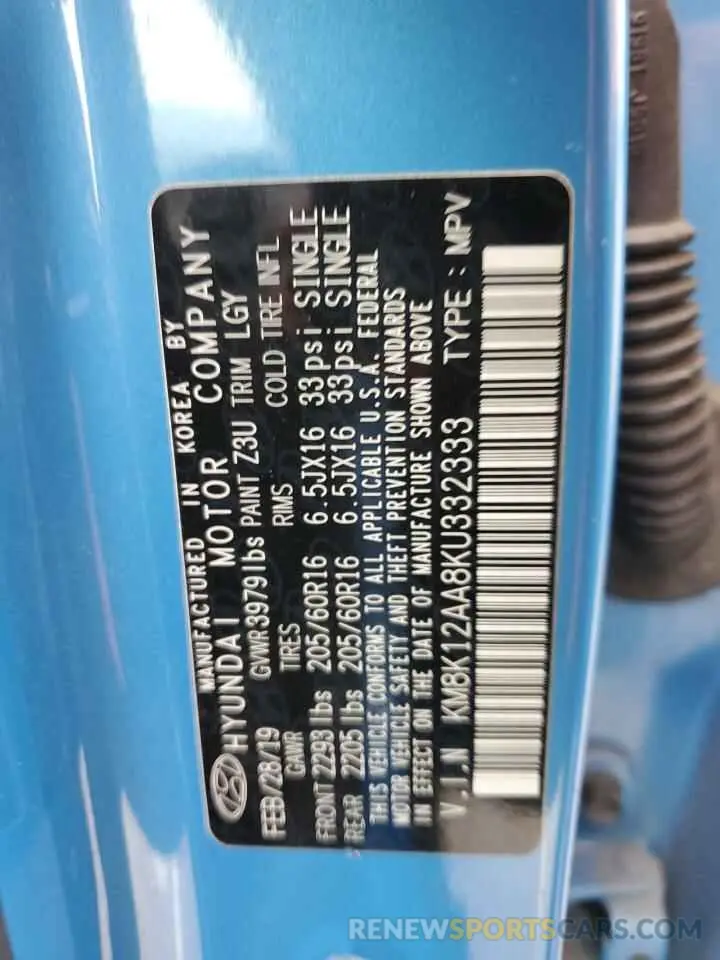 MANUFACTURED IN KOREA BY
HYUNDAI MOTOR COMPANY
FEB/28/19 GVWR 3979lbs PAINT Z3U TRIM LGY
GAWR TIRES RIMS COLD TIRE INFL
FRONT 2293 lbs 205/60R16 6.5JX16 33psi SINGLE
REAR 2205 lbs 205/60R16 6.5JX16 33psi SINGLE
THIS VEHICLE CONFORMS TO ALL APPLICABLE U.S.A. FEDERAL
MOTOR VEHICLE SAFETY AND THEFT PREVENTION STANDARDS
IN EFFECT ON THE DATE OF MANUFACTURE SHOWN ABOVE
V.I.N KM8K12AA8KU332333 TYPE : MPV
RENEWSPORTSCARS.COM